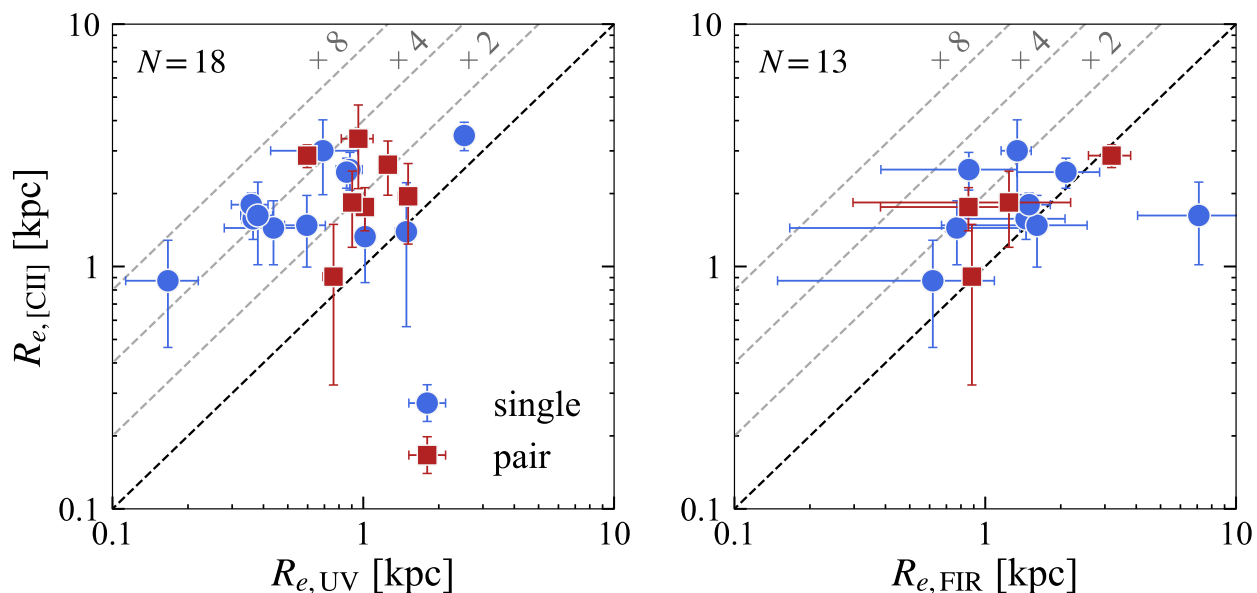 10
1
0.1
R_e,[CII] [kpc]
N = 18
+8
+4
+2
single
pair
0.1
1
10
R_e,UV [kpc]
10
1
0.1
N = 13
+8
+4
+2
0.1
1
10
R_e,FIR [kpc]